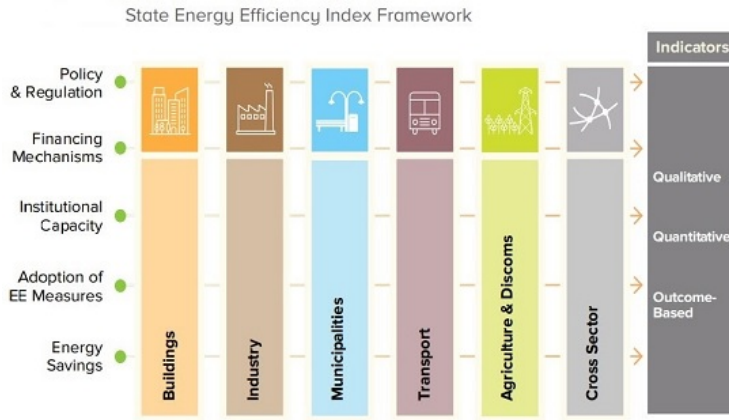 State Energy Efficiency Index Framework
Indicators
Policy
& Regulation
Financing
Mechanisms
Institutional
Capacity
Adoption of
EE Measures
Energy
Savings
Buildings
Industry
Municipalities
Transport
Agriculture & Discoms
Cross Sector
Qualitative
Quantitative
Outcome-
Based